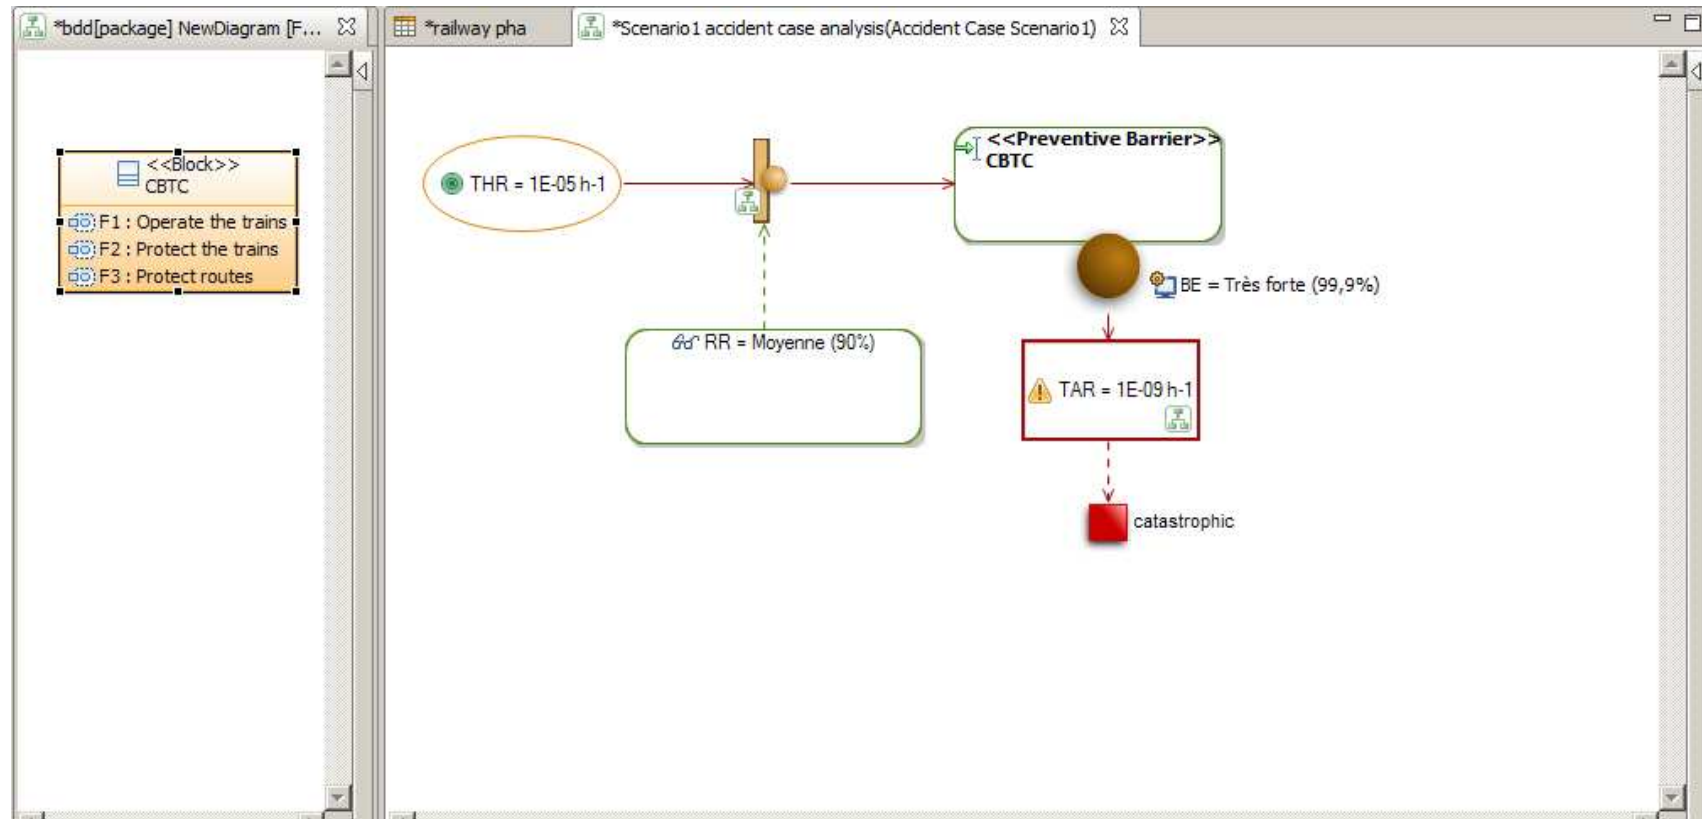 *bdd[package] NewDiagram [F...
*railway pha
*Scenario1 accident case analysis(Accident Case Scenario1)
<<Block>>
CBTC
F1 : Operate the trains
F2 : Protect the trains
F3 : Protect routes
THR = 1E-05 h-1
<<Preventive Barrier>>
CBTC
BE = Très forte (99,9%)
RR = Moyenne (90%)
TAR = 1E-09 h-1
catastrophic